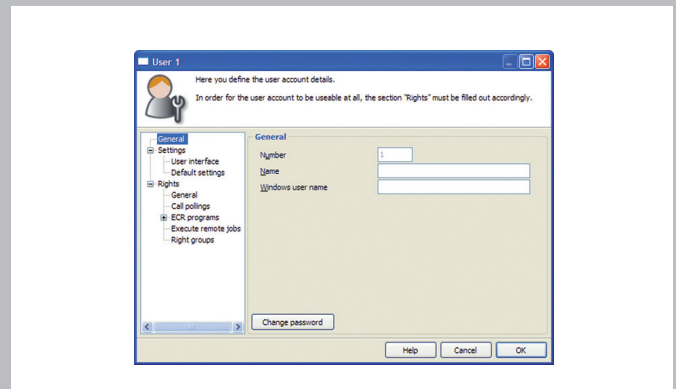 User 1
Here you define the user account details.
In order for the user account to be useable at all, the section "Rights" must be filled out accordingly.
General
Settings
User interface
Default settings
Rights
General
Call pollings
ECR programs
Execute remote jobs
Right groups
General
Number 1
Name
Windows user name
Change password
Help Cancel OK